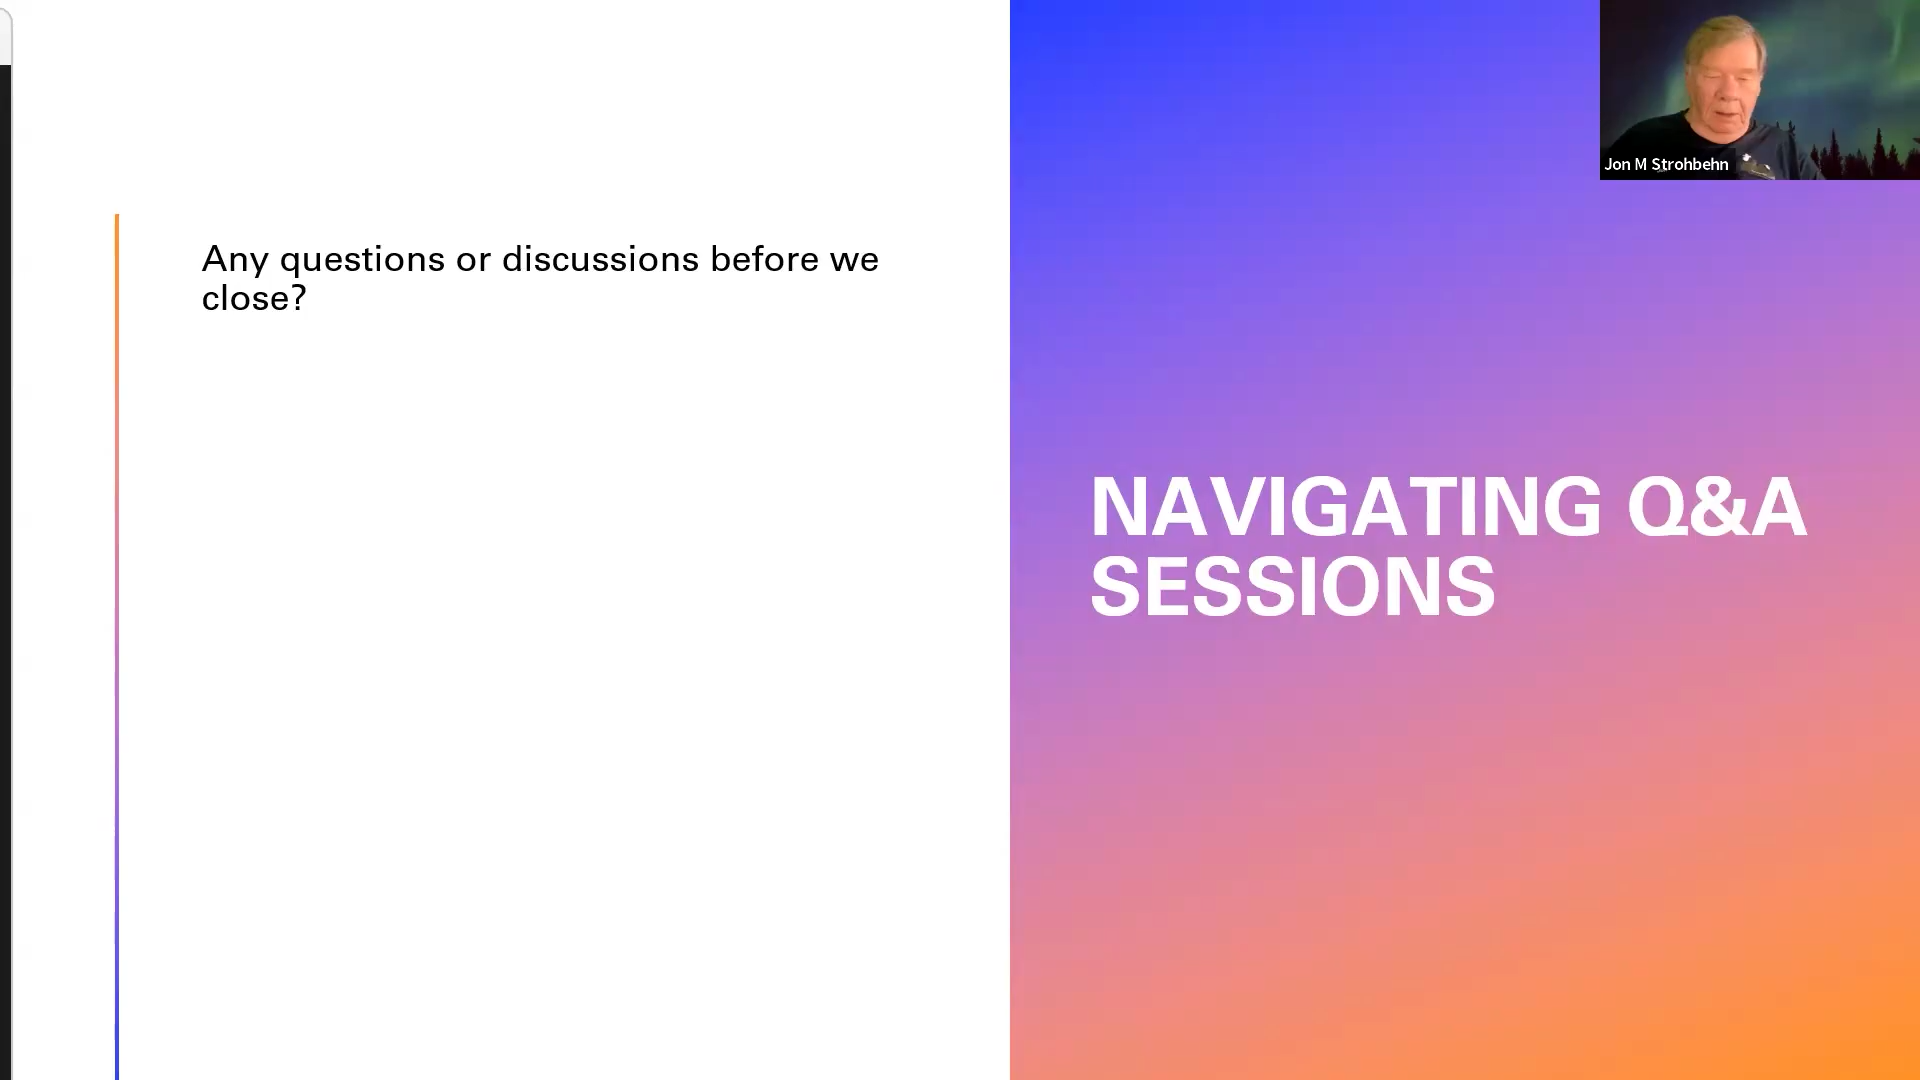 Any questions or discussions before we
close?
NAVIGATING Q&A
SESSIONS
Jon M Strohbehn